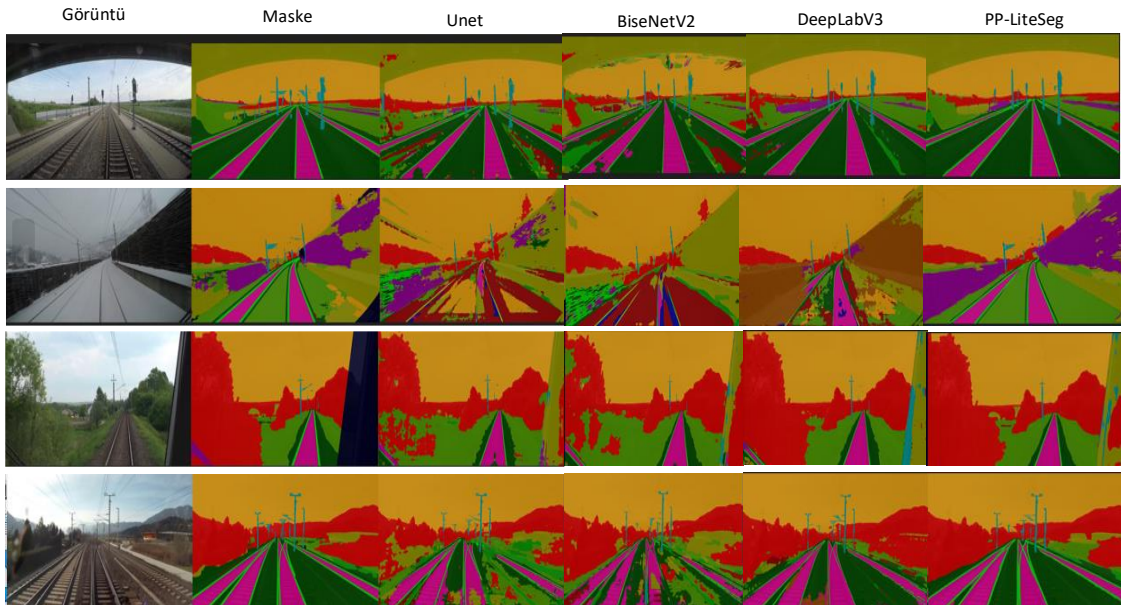 Görüntü
Maske
Unet
BiseNetV2
DeepLabV3
PP-LiteSeg